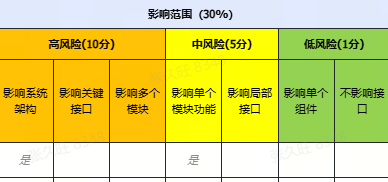 影响范围（30%）
高风险(10分)
中风险(5分)
低风险(1分)
影响系统
架构
影响关键
接口
影响多个
模块
影响单个
模块功能
影响局部
接口
影响单个
组件
不影响接
口
是
是